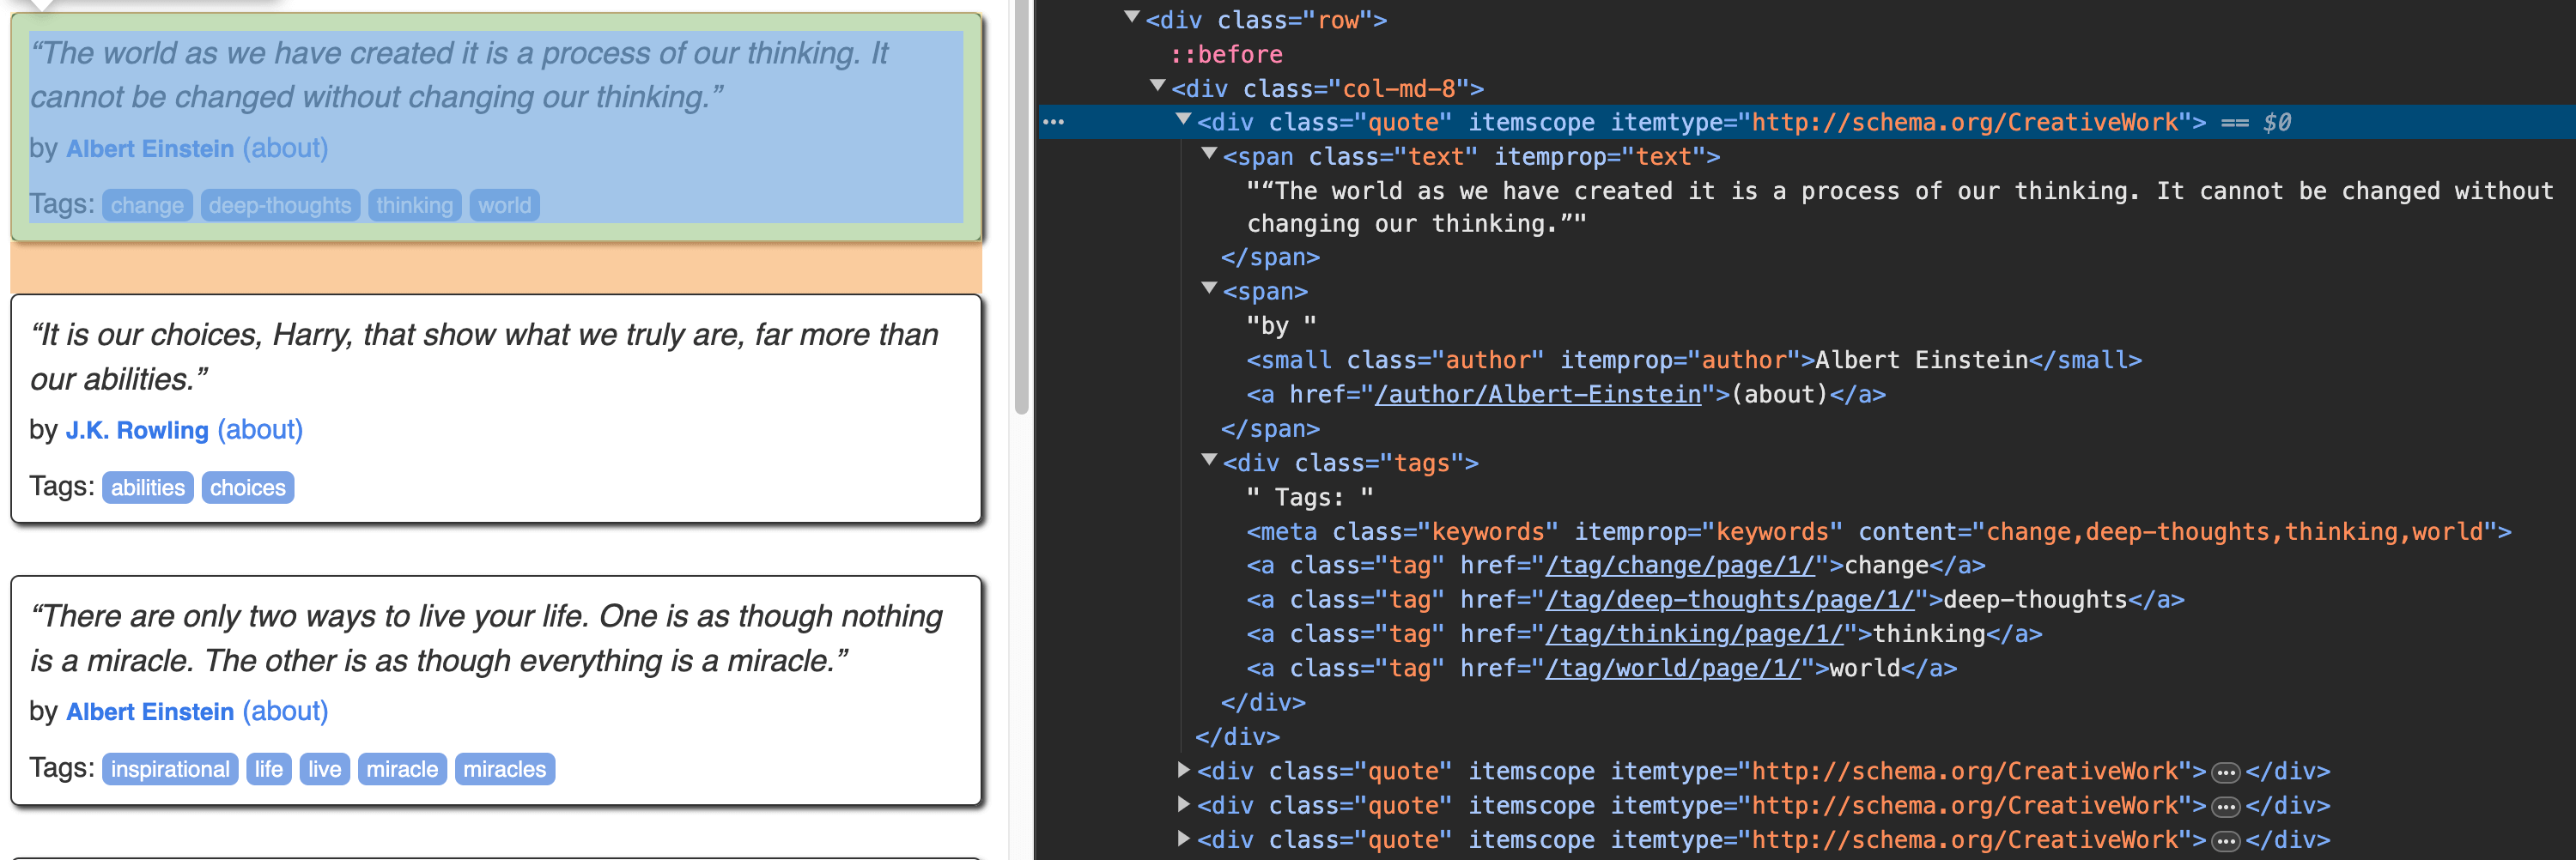 “The world as we have created it is a process of our thinking. It
cannot be changed without changing our thinking.”
by Albert Einstein (about)
Tags: change deep-thoughts thinking world
“It is our choices, Harry, that show what we truly are, far more than
our abilities.”
by J.K. Rowling (about)
Tags: abilities choices
“There are only two ways to live your life. One is as though nothing
is a miracle. The other is as though everything is a miracle.”
by Albert Einstein (about)
Tags: inspirational life live miracle miracles
<div class="row">
::before
<div class="col-md-8">
<div class="quote" itemscope itemtype="http://schema.org/CreativeWork"> == $0
<span class="text" itemprop="text">
"“The world as we have created it is a process of our thinking. It cannot be changed without
changing our thinking.”"
</span>
<span>
"by "
<small class="author" itemprop="author">Albert Einstein</small>
<a href="/author/Albert-Einstein">(about)</a>
</span>
<div class="tags">
" Tags: "
<meta class="keywords" itemprop="keywords" content="change,deep-thoughts,thinking,world">
<a class="tag" href="/tag/change/page/1/">change</a>
<a class="tag" href="/tag/deep-thoughts/page/1/">deep-thoughts</a>
<a class="tag" href="/tag/thinking/page/1/">thinking</a>
<a class="tag" href="/tag/world/page/1/">world</a>
</div>
</div>
<div class="quote" itemscope itemtype="http://schema.org/CreativeWork">…</div>
<div class="quote" itemscope itemtype="http://schema.org/CreativeWork">…</div>
<div class="quote" itemscope itemtype="http://schema.org/CreativeWork">…</div>